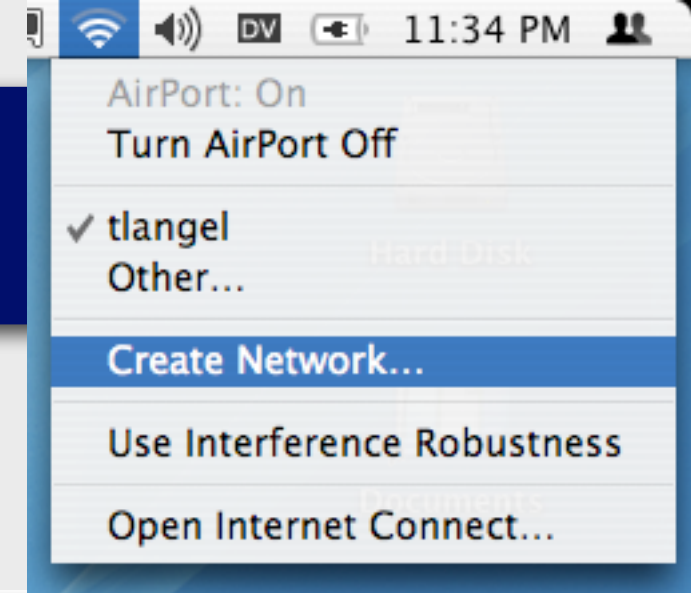 DV 11:34 PM
AirPort: On
Turn AirPort Off
✓ tlangel
Hard Disk
Other...
Create Network...
Use Interference Robustness
Documents
Open Internet Connect...